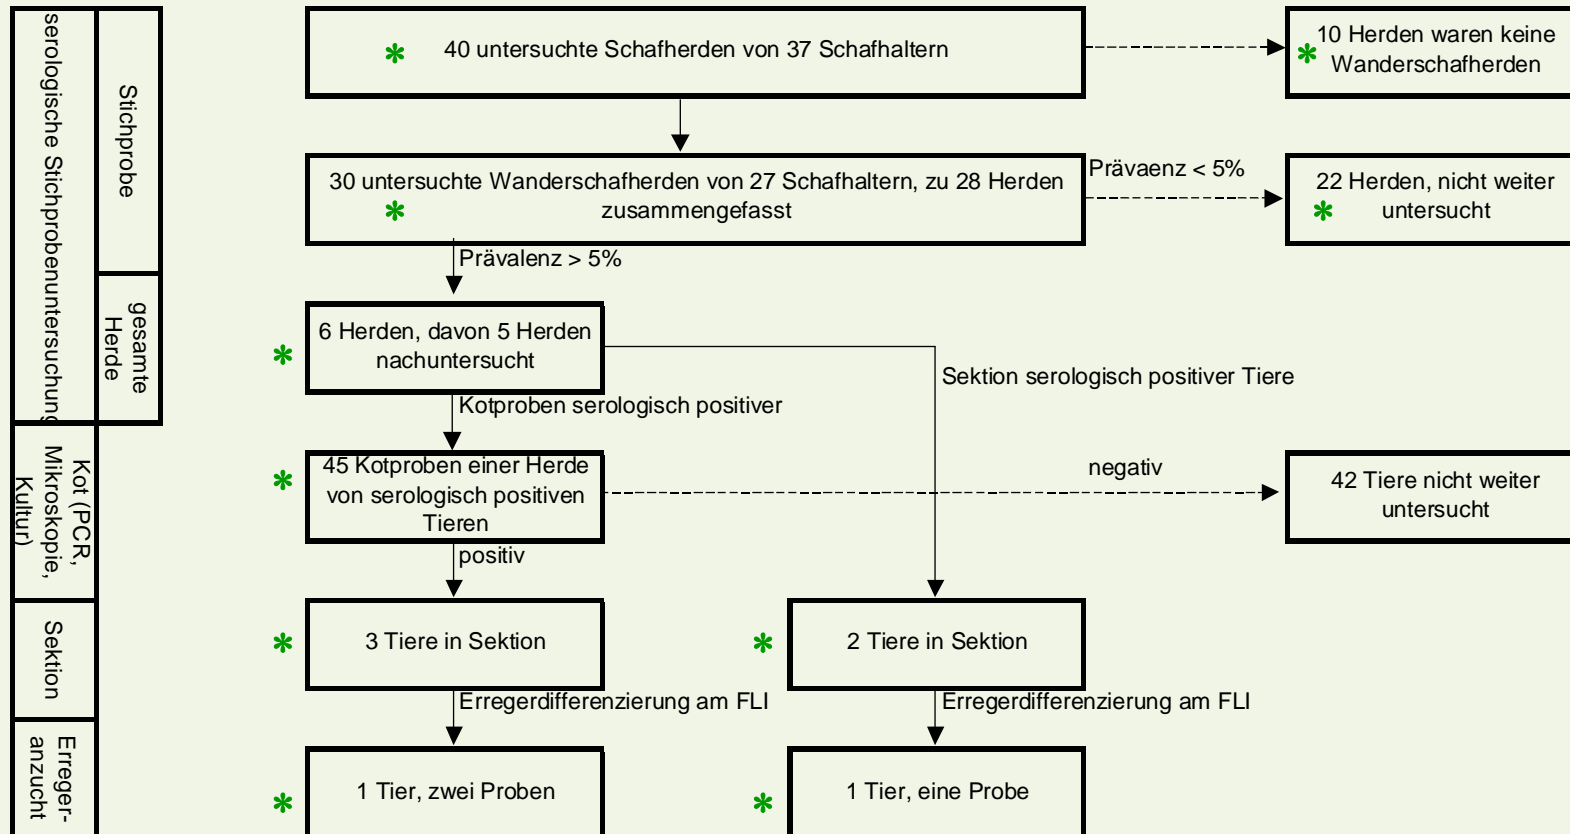 serologische Stichprobenuntersuchung
Stichprobe
gesamte
Herde
Kot (PCR,
Mikroskopie,
Kultur)
Sektion
Erreger-
anzucht
* 40 untersuchte Schafherden von 37 Schafhaltern
10 Herden waren keine
* Wanderschafherden
30 untersuchte Wanderschafherden von 27 Schafhaltern, zu 28 Herden
* zusammengefasst
Prävaenz < 5%
22 Herden, nicht weiter
* untersucht
Prävalenz > 5%
6 Herden, davon 5 Herden
* nachuntersucht
Sektion serologisch positiver Tiere
Kotproben serologisch positiver
* 45 Kotproben einer Herde
von serologisch positiven
Tieren
negativ
42 Tiere nicht weiter
untersucht
positiv
* 3 Tiere in Sektion
* 2 Tiere in Sektion
Erregerdifferenzierung am FLI
Erregerdifferenzierung am FLI
* 1 Tier, zwei Proben
* 1 Tier, eine Probe